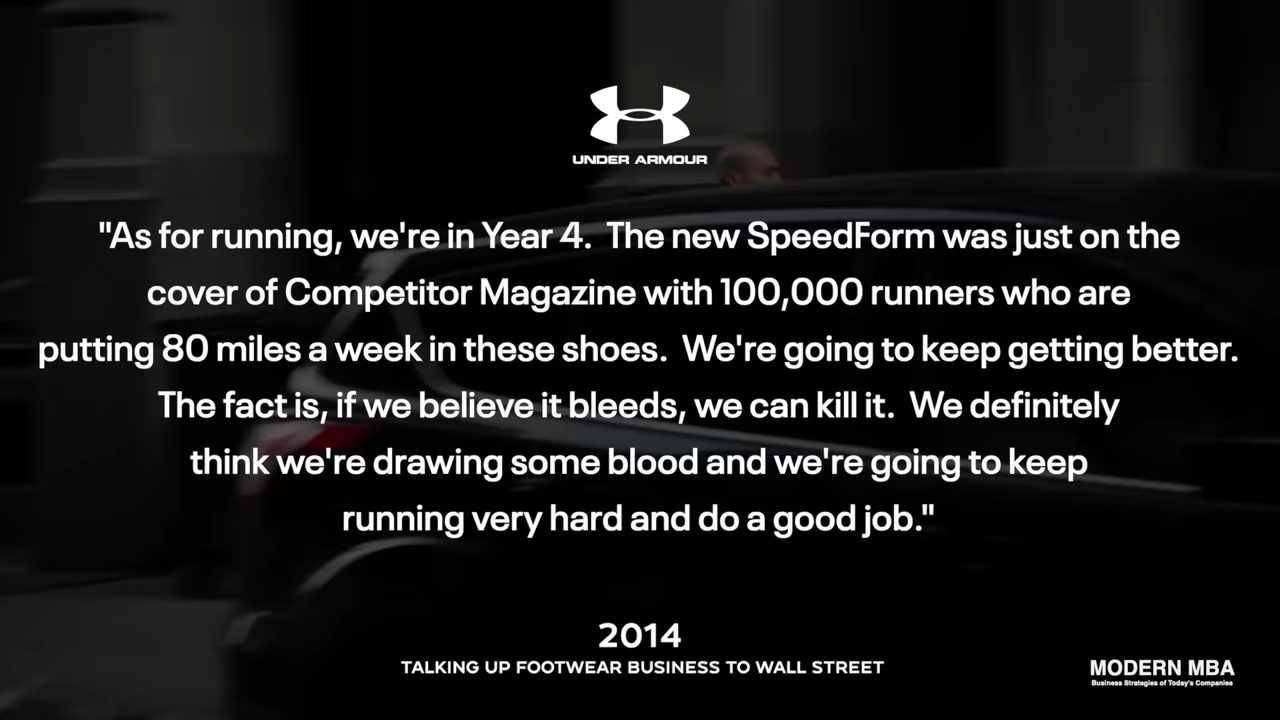 UNDER ARMOUR
"As for running, we're in Year 4.  The new SpeedForm was just on the
cover of Competitor Magazine with 100,000 runners who are
putting 80 miles a week in these shoes.  We're going to keep getting better.
The fact is, if we believe it bleeds, we can kill it.  We definitely
think we're drawing some blood and we're going to keep
running very hard and do a good job."
2014
TALKING UP FOOTWEAR BUSINESS TO WALL STREET
MODERN MBA
Business Strategies of Today's Companies